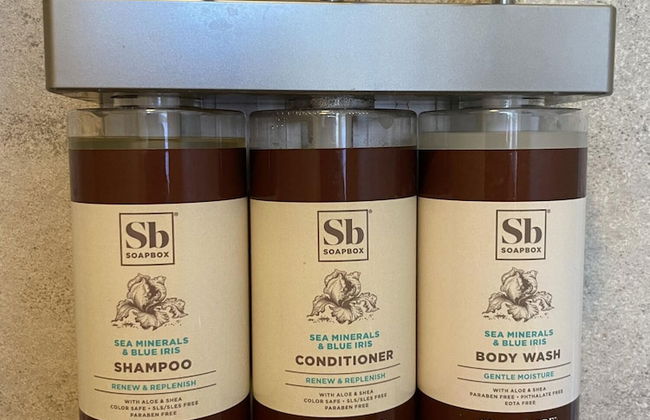 Sb®
SOAPBOX
SEA MINERALS
& BLUE IRIS
SHAMPOO
RENEW & REPLENISH
WITH ALOE & SHEA
COLOR SAFE • SLS/SLES FREE
PARABEN FREE
Sb®
SOAPBOX
SEA MINERALS
& BLUE IRIS
CONDITIONER
RENEW & REPLENISH
WITH ALOE & SHEA
COLOR SAFE • SLS/SLES FREE
PARABEN FREE
Sb®
SOAPBOX
SEA MINERALS
& BLUE IRIS
BODY WASH
GENTLE MOISTURE
WITH ALOE & SHEA
PARABEN FREE • PHTHALATE FREE
EDTA FREE